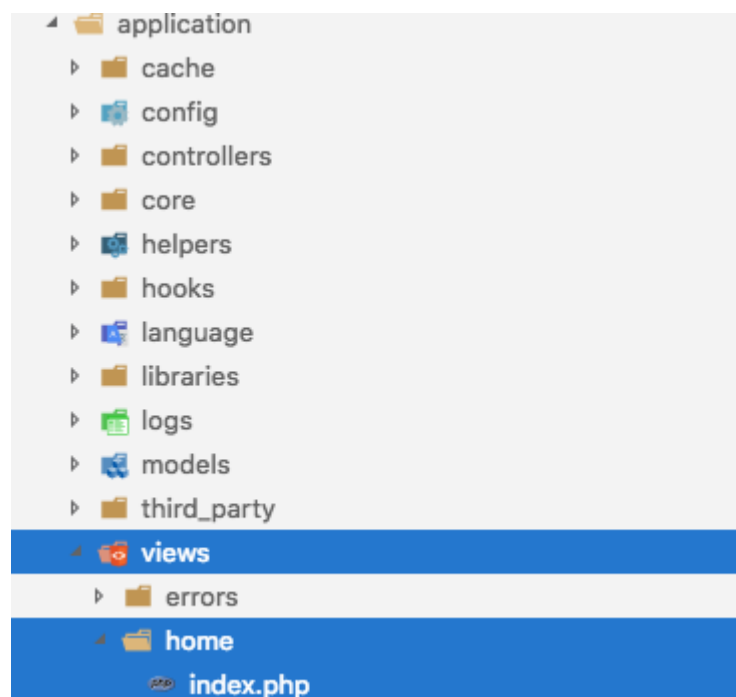 application
cache
config
controllers
core
helpers
hooks
language
libraries
logs
models
third_party
views
errors
home
index.php